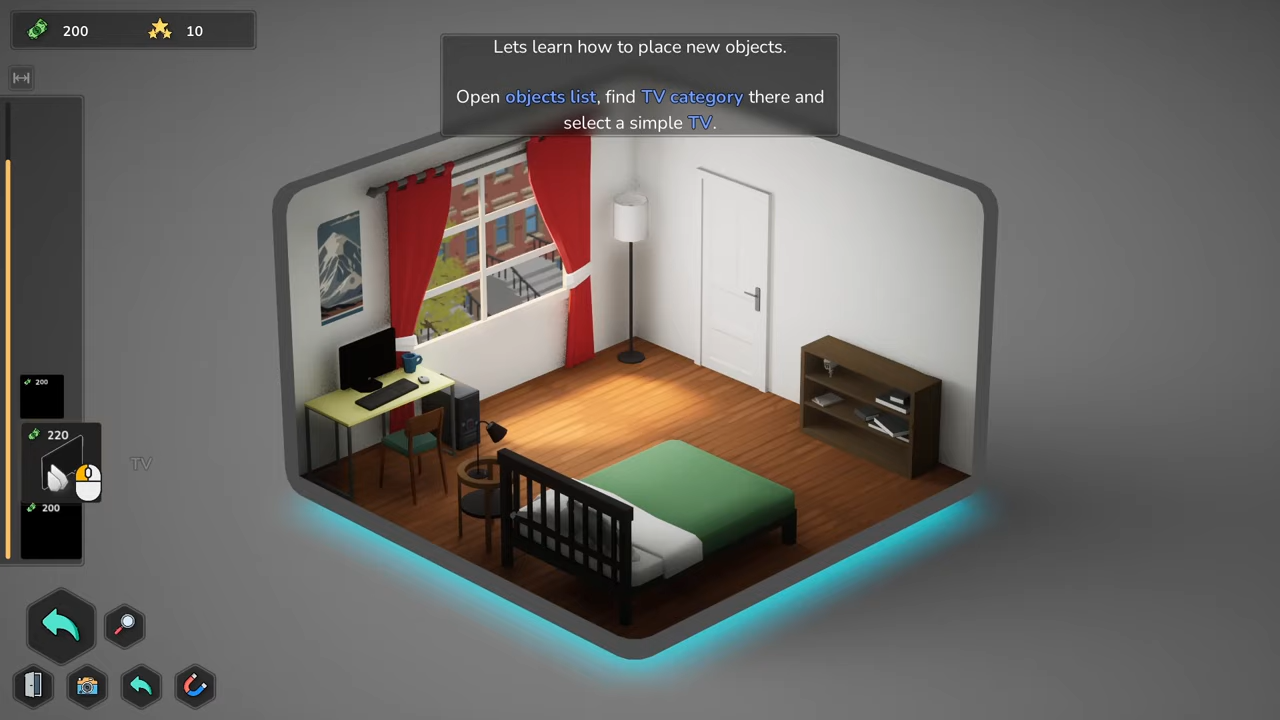 200
10
Lets learn how to place new objects.
Open objects list, find TV category there and
select a simple TV.
200
220
TV
200